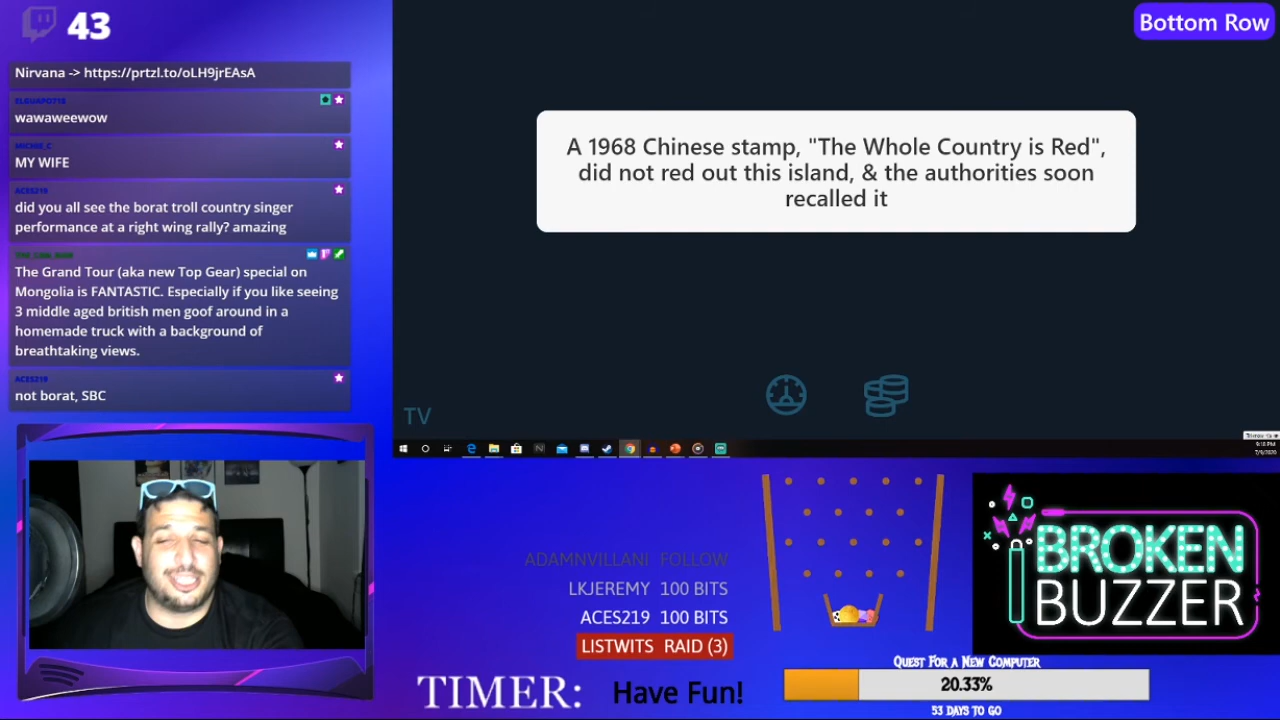 43
Bottom Row
Nirvana -> https://prtzl.to/oLH9jrEAsA
ELGUAPO718
wawaweewow
MICHIE_C
MY WIFE
ACES219
did you all see the borat troll country singer
performance at a right wing rally? amazing
The Grand Tour (aka new Top Gear) special on
Mongolia is FANTASTIC. Especially if you like seeing
3 middle aged british men goof around in a
homemade truck with a background of
breathtaking views.
ACES219
not borat, SBC
A 1968 Chinese stamp, "The Whole Country is Red",
did not red out this island, & the authorities soon
recalled it
TV
ADAMNVILLANI FOLLOW
LKJEREMY 100 BITS
ACES219 100 BITS
LISTWITS RAID (3)
TIMER: Have Fun!
BROKEN
BUZZER
QUEST FOR A NEW COMPUTER
20.33%
53 DAYS TO GO